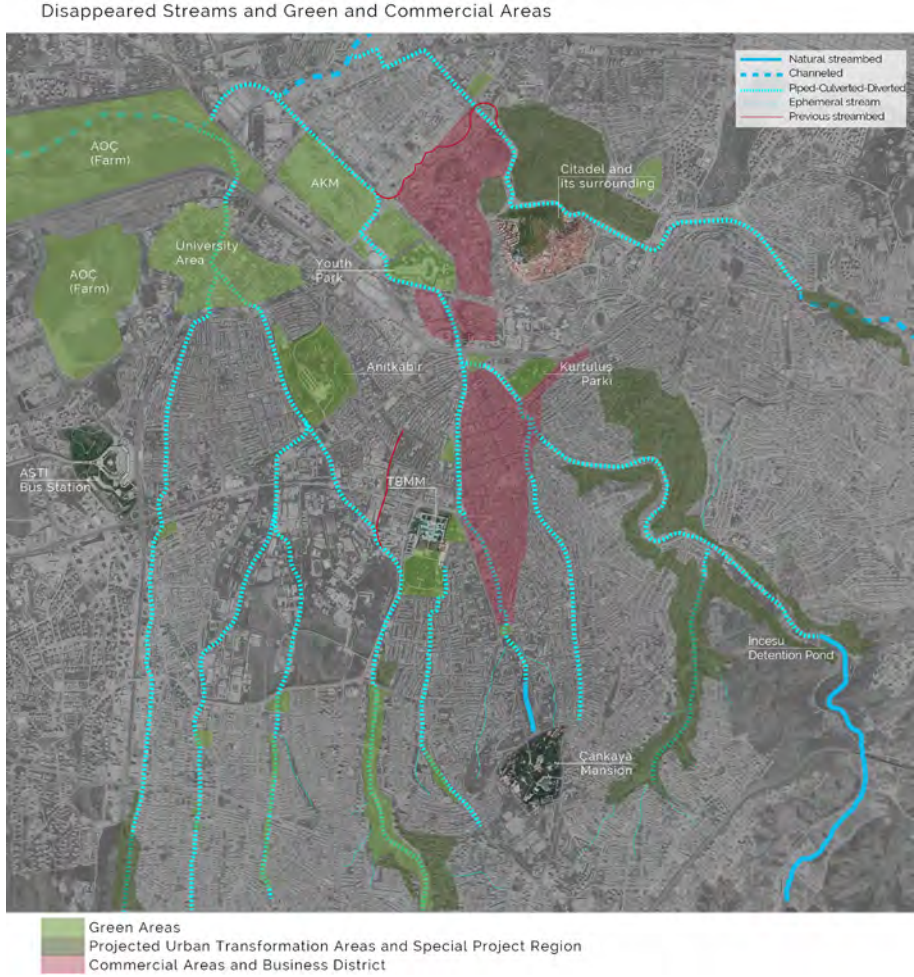 Disappeared Streams and Green and Commercial Areas
Natural streambed
Channeled
Piped-Culverted-Diverted
Ephemeral stream
Previous streambed
AOÇ
(Farm)
AKM
Citadel and
its surrounding
University
Area
Youth
Park
AOÇ
(Farm)
Anıtkabir
Kurtuluş
Parkı
AŞTİ
Bus Station
TBMM
İncesu
Detention Pond
Çankaya
Mansion
Green Areas
Projected Urban Transformation Areas and Special Project Region
Commercial Areas and Business District